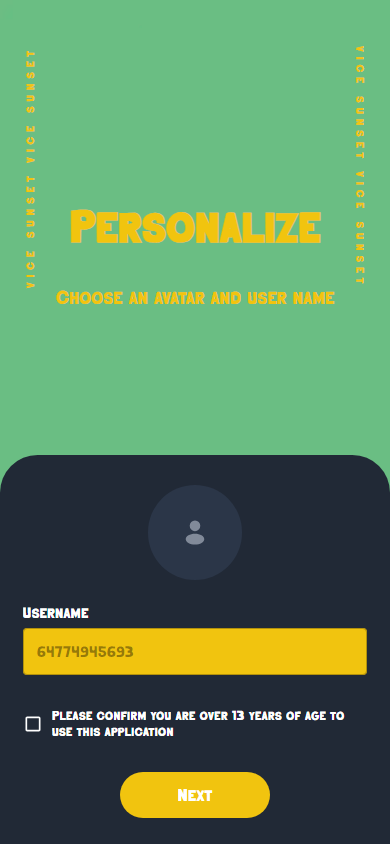 VICE SUNSET VICE SUNSET
VICE SUNSET VICE SUNSET
Personalize
Choose an avatar and user name
Username
64774945693
Please confirm you are over 13 years of age to
use this application
Next